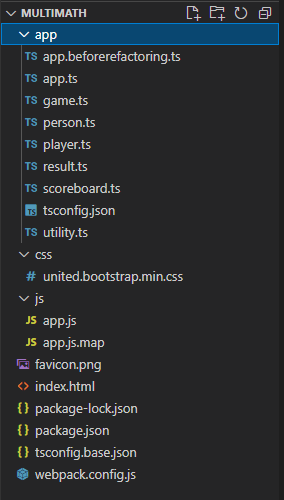 MULTIMATH
app
TS app.beforerefactoring.ts
TS app.ts
TS game.ts
TS person.ts
TS player.ts
TS result.ts
TS scoreboard.ts
TS tsconfig.json
TS utility.ts
css
# united.bootstrap.min.css
js
JS app.js
JS app.js.map
favicon.png
<> index.html
{} package-lock.json
{} package.json
{} tsconfig.base.json
webpack.config.js